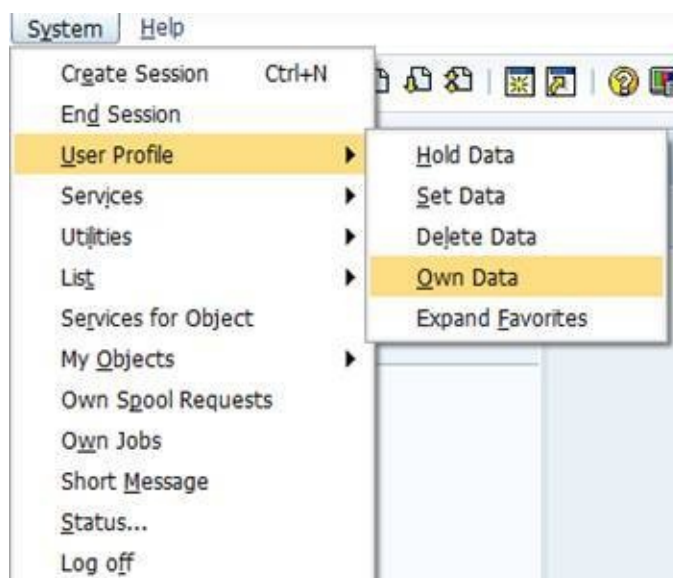 System Help
Create Session Ctrl+N
End Session
User Profile
Hold Data
Services
Set Data
Utilities
Delete Data
List
Own Data
Services for Object
Expand Favorites
My Objects
Own Spool Requests
Own Jobs
Short Message
Status...
Log off